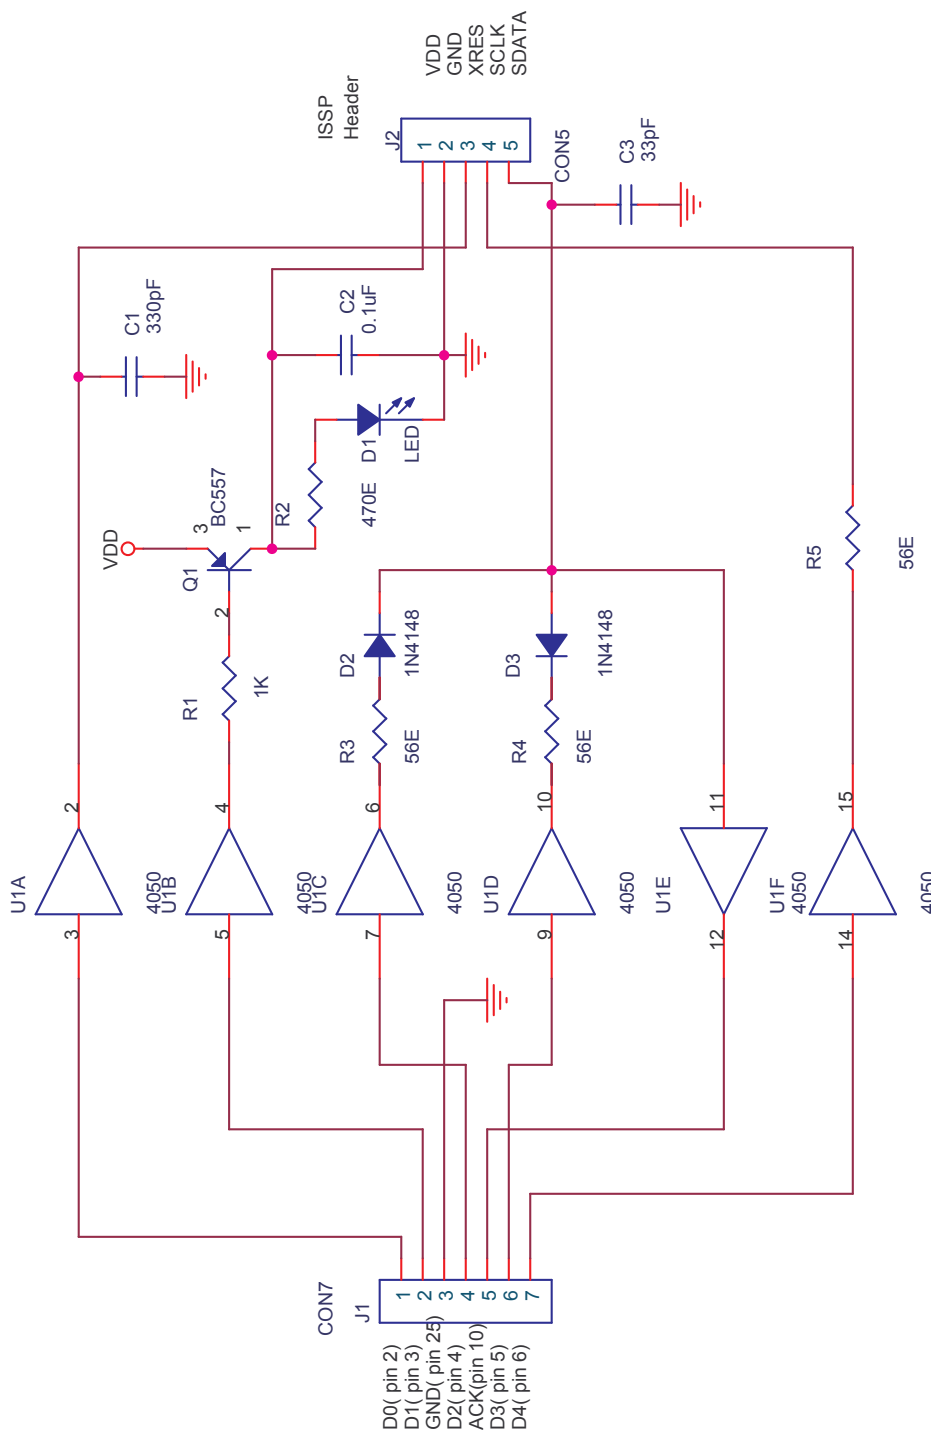 ISSP
Header
VDD
GND
XRES
SCLK
SDATA
J2
1
2
3
4
5
CON5
C3
33pF
C1
330pF
C2
0.1uF
D1
LED
R2
470E
VDD
Q1
BC557
3
1
2
R1
1K
D2
1N4148
R3
56E
D3
1N4148
R4
56E
R5
56E
U1A
3
2
4050
U1B
5
4
4050
U1C
7
6
4050
U1D
9
10
4050
U1E
12
11
4050
U1F
14
15
4050
CON7
J1
1
2
3
4
5
6
7
D0( pin 2)
D1( pin 3)
GND( pin 25)
D2( pin 4)
ACK(pin 10)
D3( pin 5)
D4( pin 6)